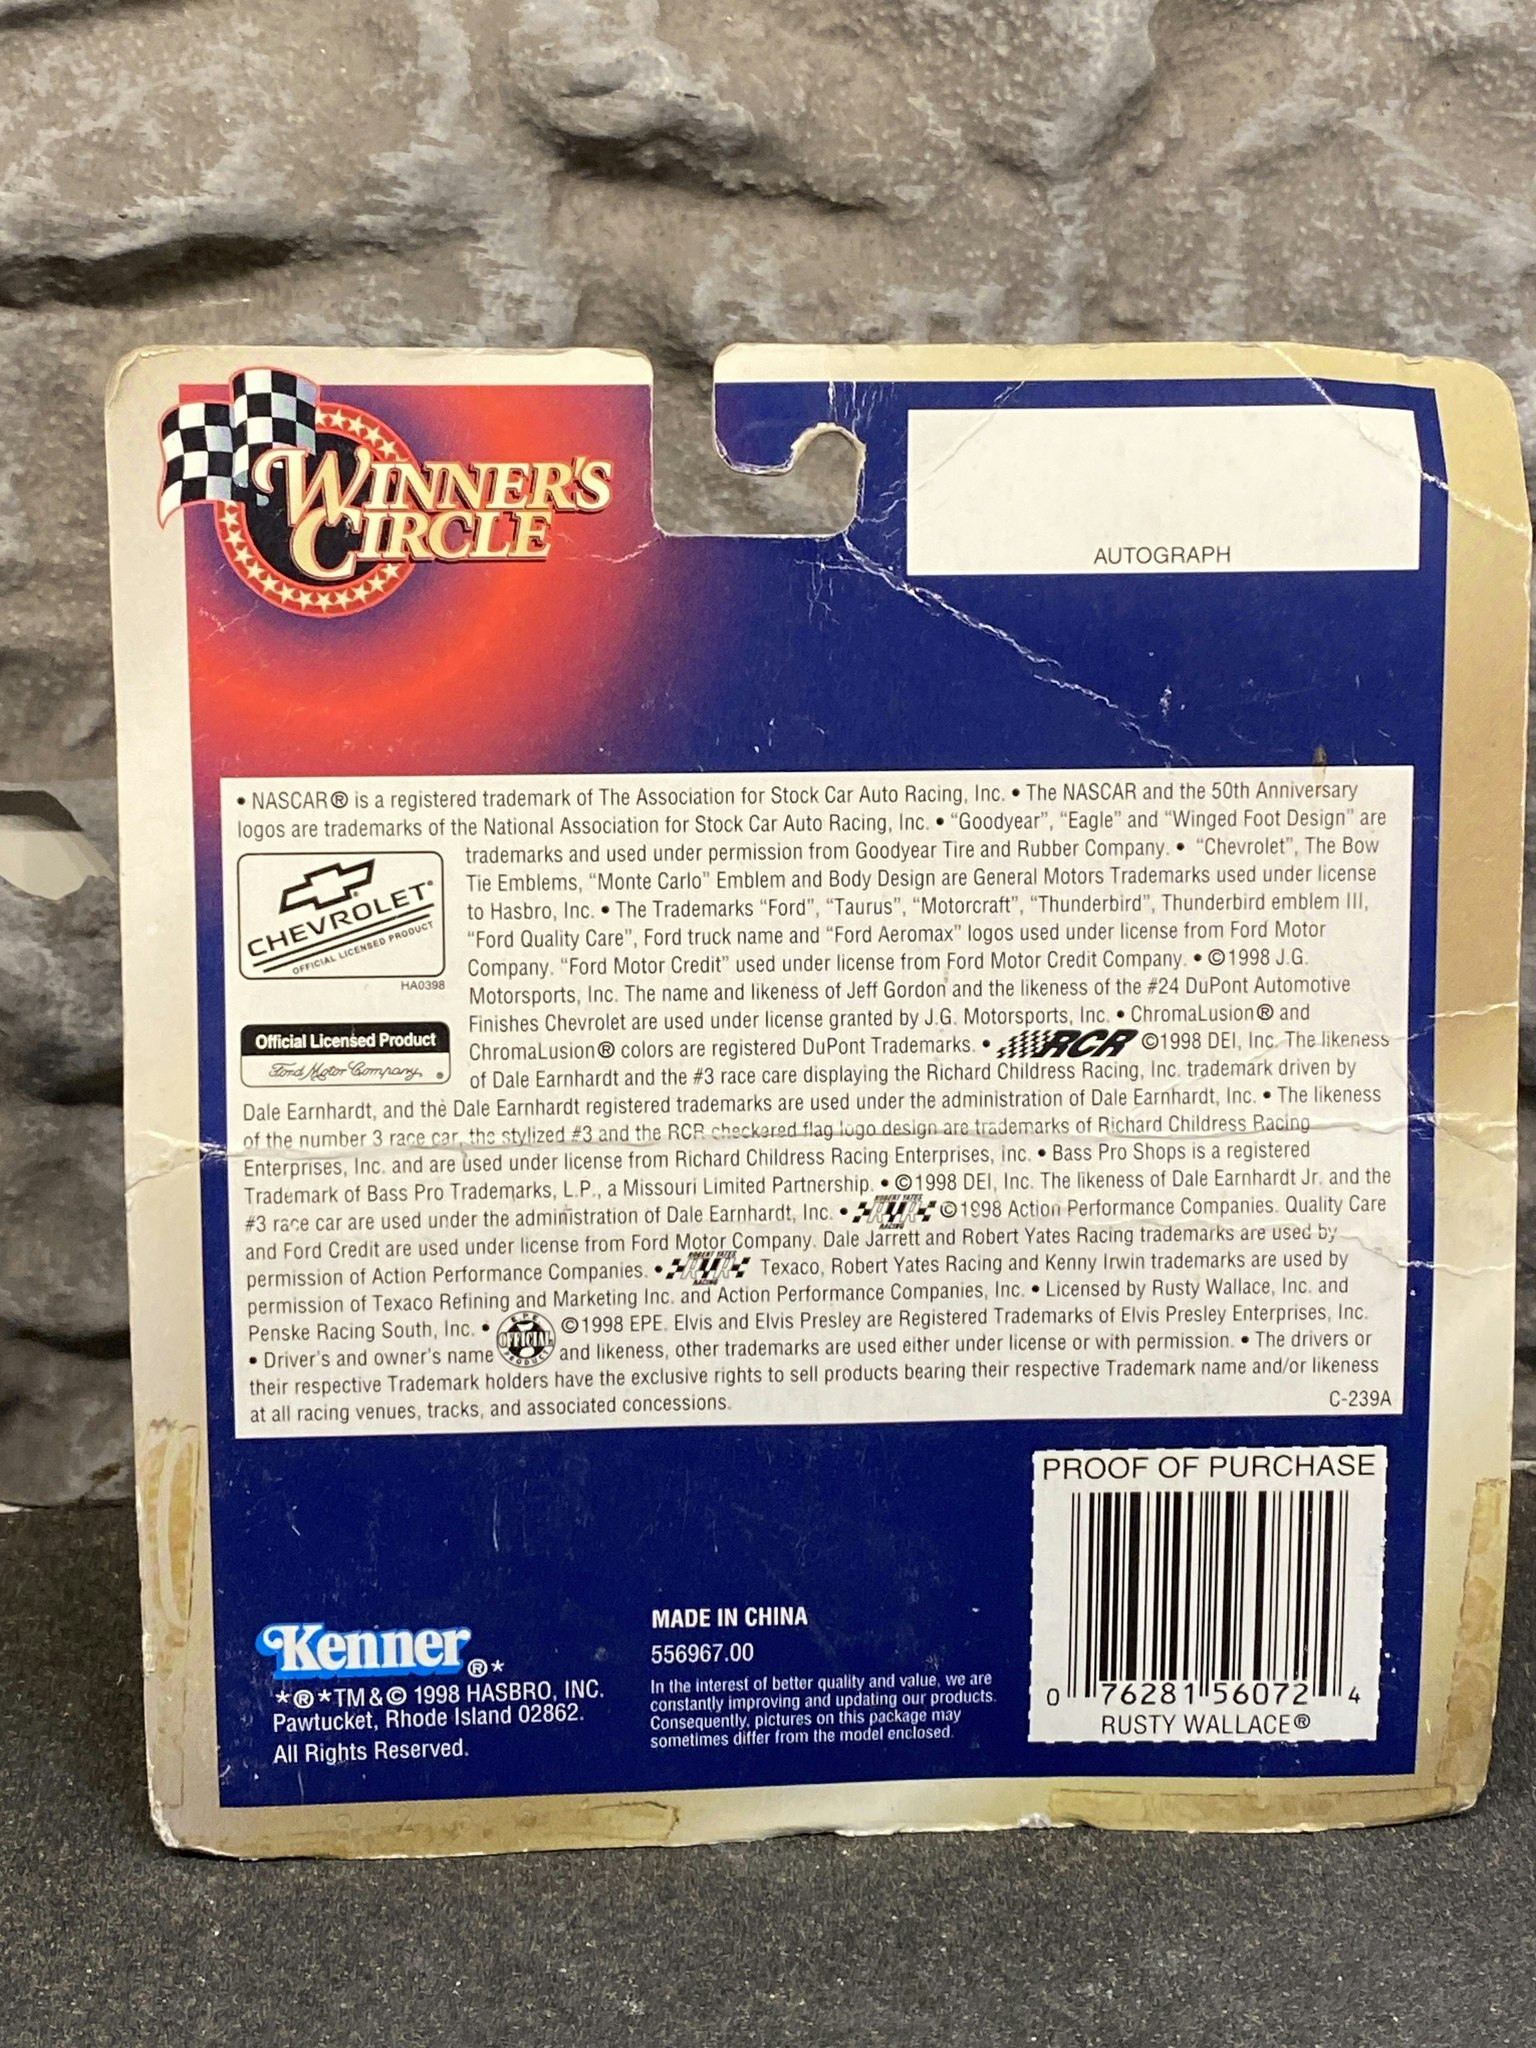 WINNER'S
CIRCLE
AUTOGRAPH
• NASCAR® is a registered trademark of The Association for Stock Car Auto Racing, Inc. • The NASCAR and the 50th Anniversary
logos are trademarks of the National Association for Stock Car Auto Racing, Inc. • “Goodyear”, “Eagle” and “Winged Foot Design” are
trademarks and used under permission from Goodyear Tire and Rubber Company. • “Chevrolet”, The Bow
Tie Emblems, “Monte Carlo” Emblem and Body Design are General Motors Trademarks used under license
to Hasbro, Inc. • The Trademarks “Ford”, “Taurus”, “Motorcraft”, “Thunderbird”, Thunderbird emblem III,
“Ford Quality Care”, Ford truck name and “Ford Aeromax” logos used under license from Ford Motor
Company. “Ford Motor Credit” used under license from Ford Motor Credit Company. • ©1998 J.G.
Motorsports, Inc. The name and likeness of Jeff Gordon and the likeness of the #24 DuPont Automotive
Finishes Chevrolet are used under license granted by J.G. Motorsports, Inc. • ChromaLusion® and
ChromaLusion® colors are registered DuPont Trademarks. • RCR ©1998 DEI, Inc. The likeness
of Dale Earnhardt and the #3 race care displaying the Richard Childress Racing, Inc. trademark driven by
CHEVROLET
OFFICIAL LICENSED PRODUCT
HA0398
Official Licensed Product
Ford Motor Company ®
Dale Earnhardt, and the Dale Earnhardt registered trademarks are used under the administration of Dale Earnhardt, Inc. • The likeness
of the number 3 race car, the stylized #3 and the RCR checkered flag logo design are trademarks of Richard Childress Racing
Enterprises, Inc. and are used under license from Richard Childress Racing Enterprises, Inc. • Bass Pro Shops is a registered
Trademark of Bass Pro Trademarks, L.P., a Missouri Limited Partnership. • ©1998 DEI, Inc. The likeness of Dale Earnhardt Jr. and the
#3 race car are used under the administration of Dale Earnhardt, Inc. • ROBERT YATES RYR RACING ©1998 Action Performance Companies. Quality Care
and Ford Credit are used under license from Ford Motor Company. Dale Jarrett and Robert Yates Racing trademarks are used by
permission of Action Performance Companies. • ROBERT YATES RYR RACING Texaco, Robert Yates Racing and Kenny Irwin trademarks are used by
permission of Texaco Refining and Marketing Inc. and Action Performance Companies, Inc. • Licensed by Rusty Wallace, Inc. and
Penske Racing South, Inc. • EPE OFFICIAL PRODUCT ©1998 EPE. Elvis and Elvis Presley are Registered Trademarks of Elvis Presley Enterprises, Inc.
• Driver's and owner's name and likeness, other trademarks are used either under license or with permission. • The drivers or
their respective Trademark holders have the exclusive rights to sell products bearing their respective Trademark name and/or likeness
at all racing venues, tracks, and associated concessions.
C-239A
PROOF OF PURCHASE
0 76281 56072 4
RUSTY WALLACE®
Kenner®*
*®*TM&© 1998 HASBRO, INC.
Pawtucket, Rhode Island 02862.
All Rights Reserved.
MADE IN CHINA
556967.00
In the interest of better quality and value, we are
constantly improving and updating our products.
Consequently, pictures on this package may
sometimes differ from the model enclosed.